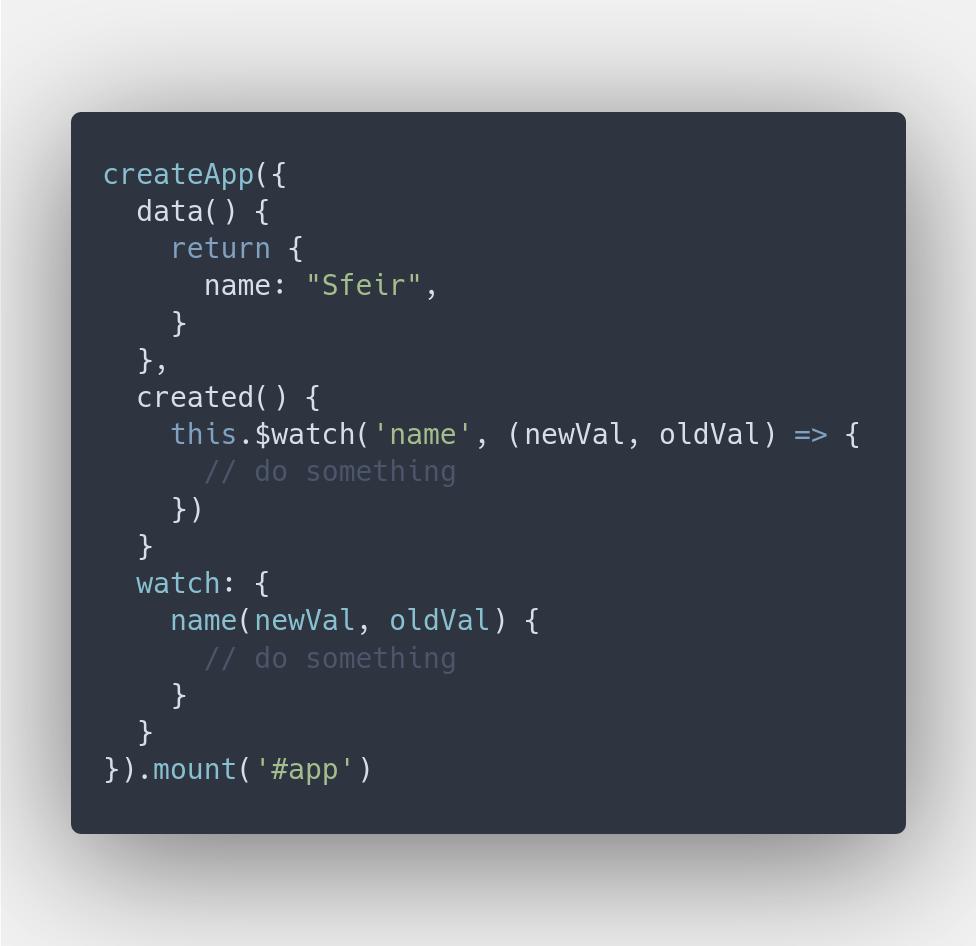 createApp({
  data() {
    return {
      name: "Sfeir",
    }
  },
  created() {
    this.$watch('name', (newVal, oldVal) => {
      // do something
    })
  }
  watch: {
    name(newVal, oldVal) {
      // do something
    }
  }
}).mount('#app')